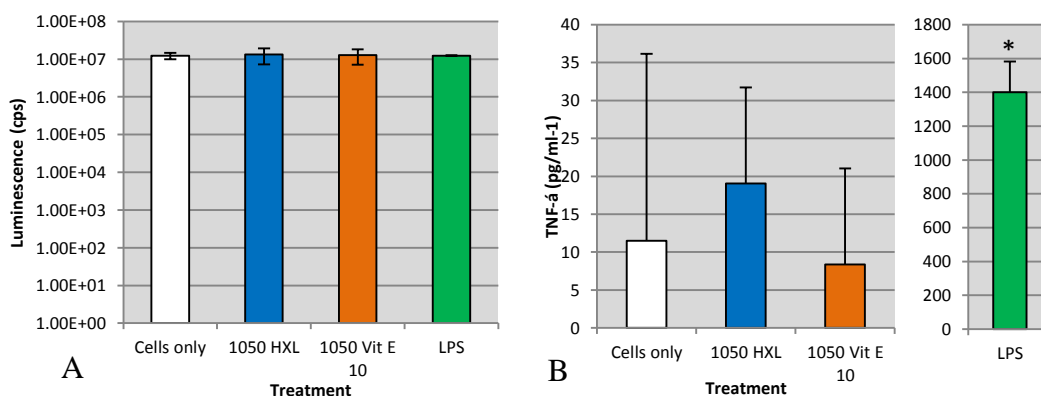 1.00E+08
1.00E+07
1.00E+06
1.00E+05
1.00E+04
1.00E+03
1.00E+02
1.00E+01
1.00E+00
Luminescence (cps)
Cells only
1050 HXL
1050 Vit E
10
LPS
Treatment
A
40
35
30
25
20
15
10
5
0
TNF-á (pg/ml-1)
Cells only
1050 HXL
1050 Vit E
10
Treatment
B
1800
1600
1400
1200
1000
800
600
400
200
0
*
LPS